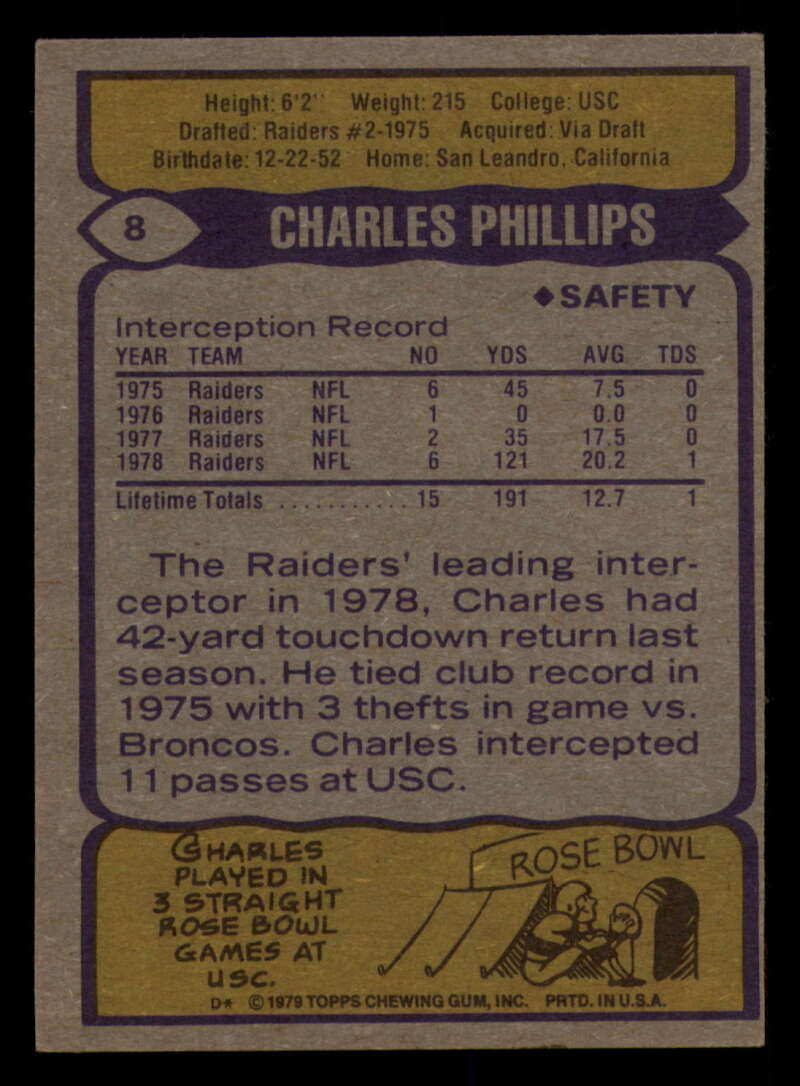 Height: 6'2" Weight: 215 College: USC
Drafted: Raiders #2-1975 Acquired: Via Draft
Birthdate: 12-22-52 Home: San Leandro, California
8 CHARLES PHILLIPS
◆SAFETY
Interception Record
YEAR TEAM NO YDS AVG TDS
1975 Raiders NFL 6 45 7.5 0
1976 Raiders NFL 1 0 0.0 0
1977 Raiders NFL 2 35 17.5 0
1978 Raiders NFL 6 121 20.2 1
Lifetime Totals ........... 15 191 12.7 1
The Raiders' leading inter-
ceptor in 1978, Charles had
42-yard touchdown return last
season. He tied club record in
1975 with 3 thefts in game vs.
Broncos. Charles intercepted
11 passes at USC.
CHARLES
PLAYED IN
3 STRAIGHT
ROSE BOWL
GAMES AT
USC.
ROSE BOWL
D* © 1979 TOPPS CHEWING GUM, INC. PRTD. IN U.S.A.